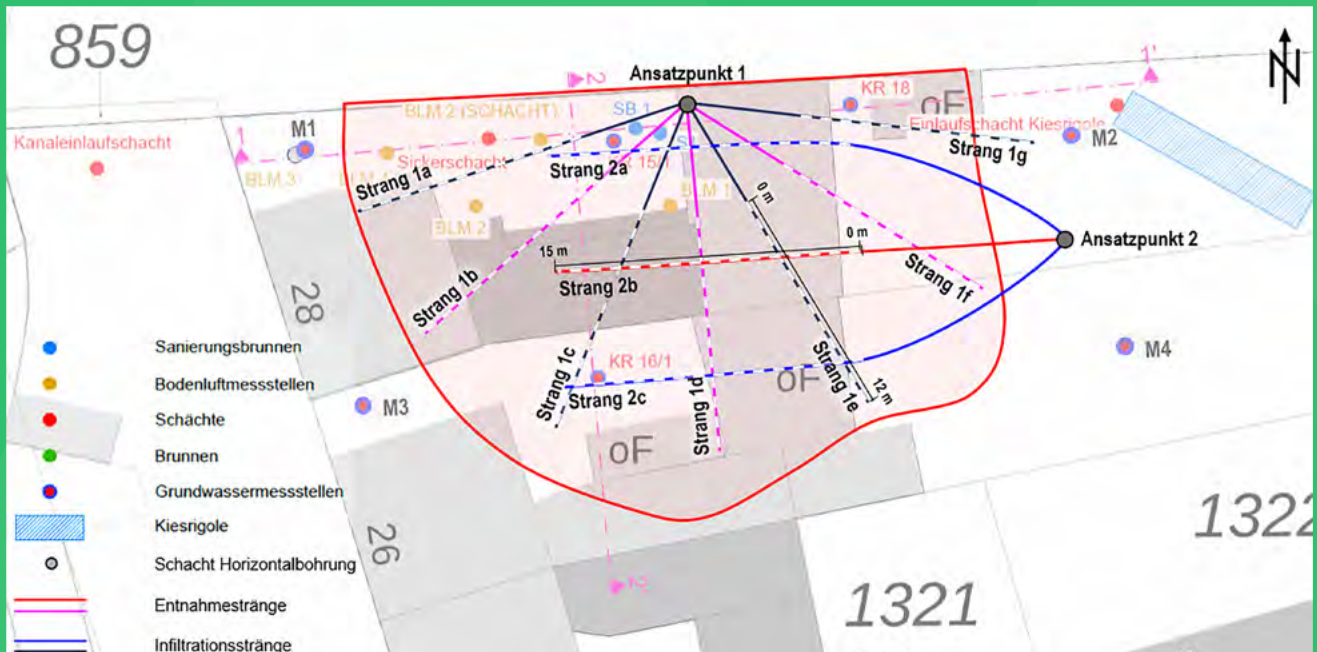 859
Ansatzpunkt 1
N
1'
2
BLM 2 (SCHACHT)
SB 1
KR 18
oF
Kanaleinlaufschacht
M1
1
Einlaufschacht Kiesrigole
M2
Sickerschacht
KR 15/1
Strang 1g
BLM 3
Strang 1a
Strang 2a
BLM 1
0 m
BLM 2
0 m
Ansatzpunkt 2
15 m
Strang 1f
Strang 2b
Strang 1b
28
Sanierungsbrunnen
M4
KR 16/1
Strang 1c
Strang 1e
oF
12 m
Bodenluftmessstellen
Strang 2c
Strang 1d
M3
Schächte
oF
Brunnen
Grundwassermessstellen
Kiesrigole
26
1322
Schacht Horizontalbohrung
Entnahmestränge
1321
Infiltrationsstränge